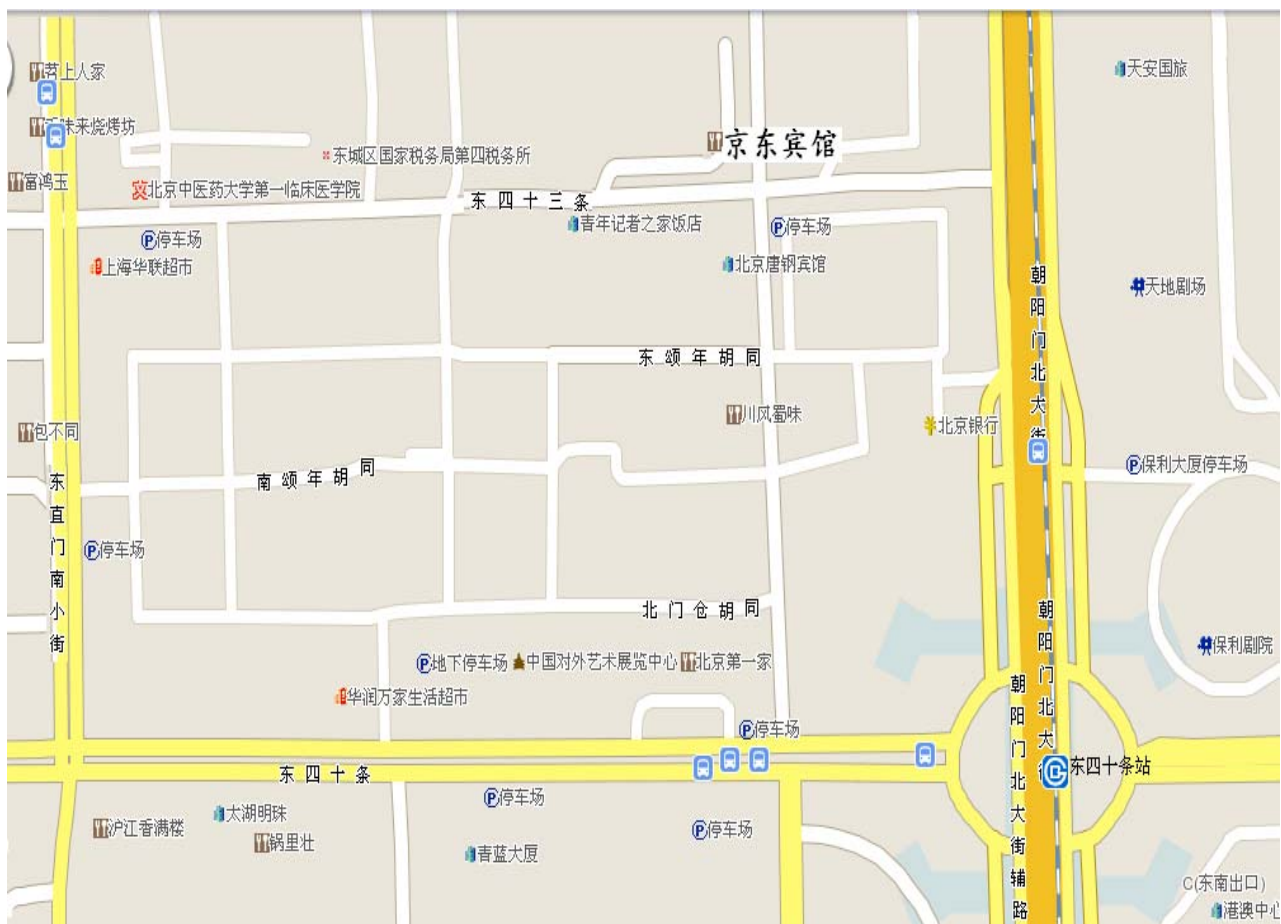 苕上人家
天安国旅
味来烧烤坊
京东宾馆
东城区国家税务局第四税务所
富鸿玉
北京中医药大学第一临床医学院
东四十三条
青年记者之家饭店
P停车场
P停车场
上海华联超市
北京唐钢宾馆
朝阳门北大街
天地剧场
东颂年胡同
川风蜀味
北京银行
包不同
南颂年胡同
P保利大厦停车场
东直门南小街
P停车场
北门仓胡同
朝阳门北大街
保利剧院
P地下停车场
中国对外艺术展览中心
北京第一家
华润万家生活超市
朝阳门北大街辅路
P停车场
东四十条
东四十条站
P停车场
太湖明珠
沪江香满楼
锅里壮
P停车场
青蓝大厦
C(东南出口)
港澳中心